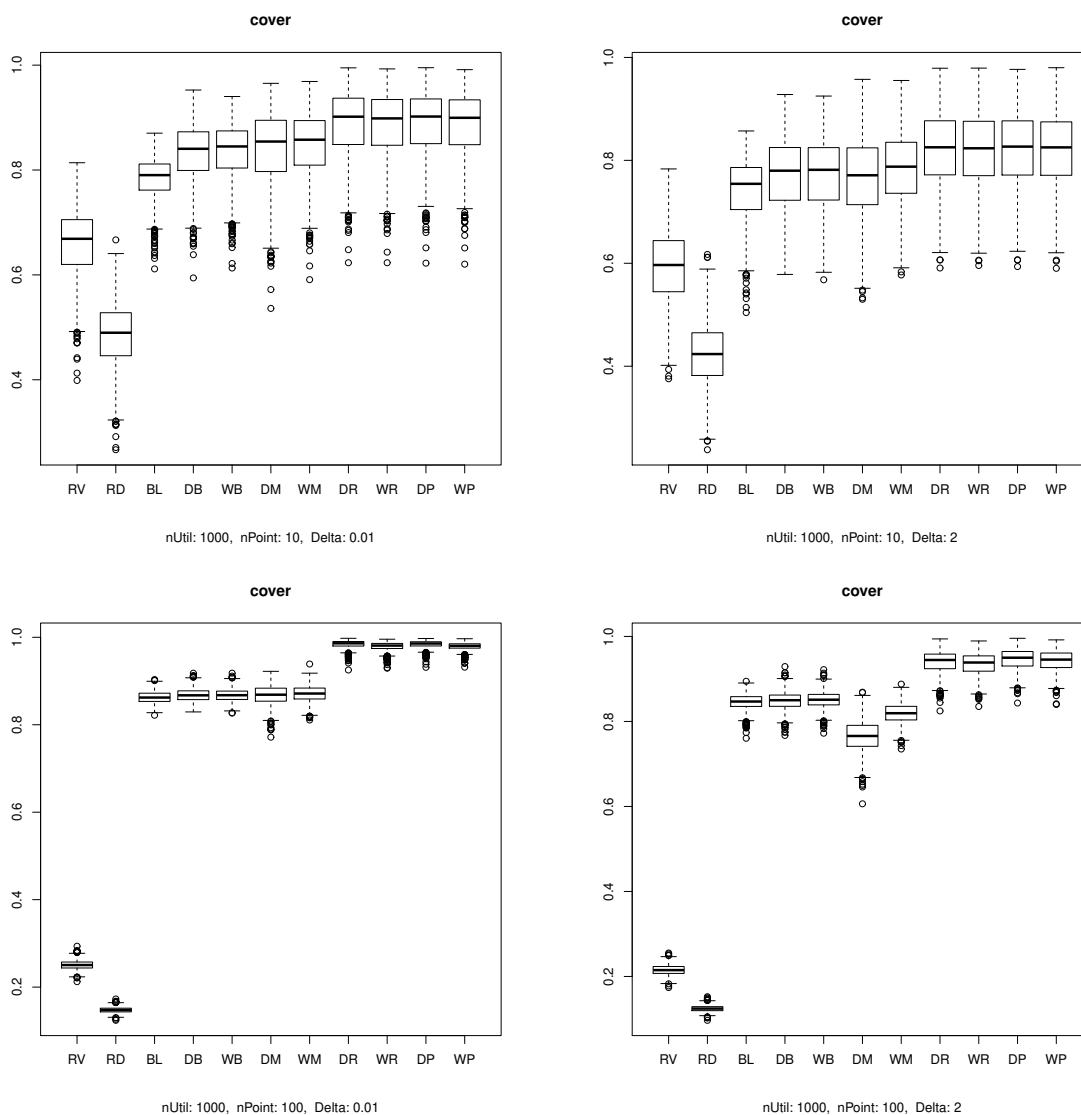 cover
1.0
0.8
0.6
0.4
RV RD BL DB WB DM WM DR WR DP WP
nUtil: 1000, nPoint: 10, Delta: 0.01
cover
1.0
0.8
0.6
0.4
RV RD BL DB WB DM WM DR WR DP WP
nUtil: 1000, nPoint: 10, Delta: 2
cover
1.0
0.8
0.6
0.4
0.2
RV RD BL DB WB DM WM DR WR DP WP
nUtil: 1000, nPoint: 100, Delta: 0.01
cover
1.0
0.8
0.6
0.4
0.2
RV RD BL DB WB DM WM DR WR DP WP
nUtil: 1000, nPoint: 100, Delta: 2